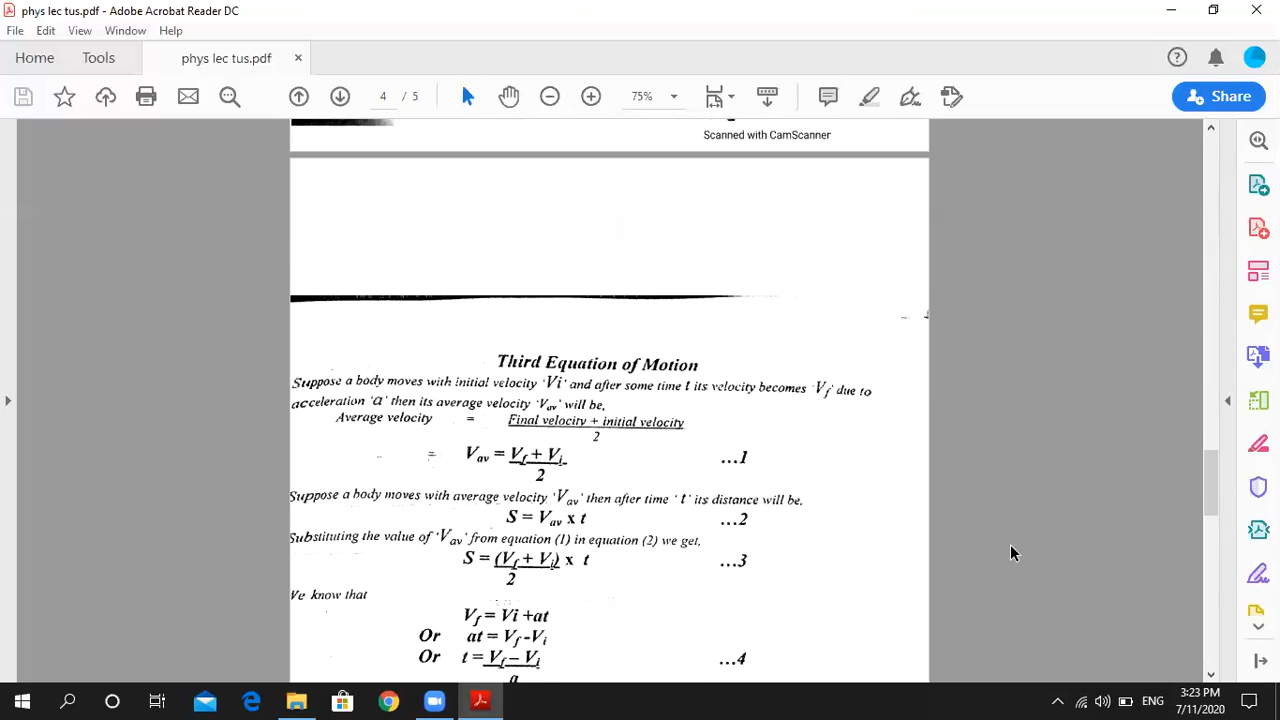 phys lec tus.pdf - Adobe Acrobat Reader DC
File Edit View Window Help
Home Tools phys lec tus.pdf ×
4 / 5 75% Share
Scanned with CamScanner
Third Equation of Motion
Suppose a body moves with initial velocity 'Vi' and after some time t its velocity becomes 'Vf' due to
acceleration 'a' then its average velocity 'Vav' will be,
Average velocity = Final velocity + initial velocity
2
= Vav = Vf + Vi ...1
2
Suppose a body moves with average velocity 'Vav' then after time 't' its distance will be,
S = Vav x t ...2
Substituting the value of 'Vav' from equation (1) in equation (2) we get,
S = (Vf + Vi) x t ...3
2
We know that
Vf = Vi +at
Or at = Vf -Vi
Or t = Vf – Vi ...4
a
ENG
3:23 PM
7/11/2020